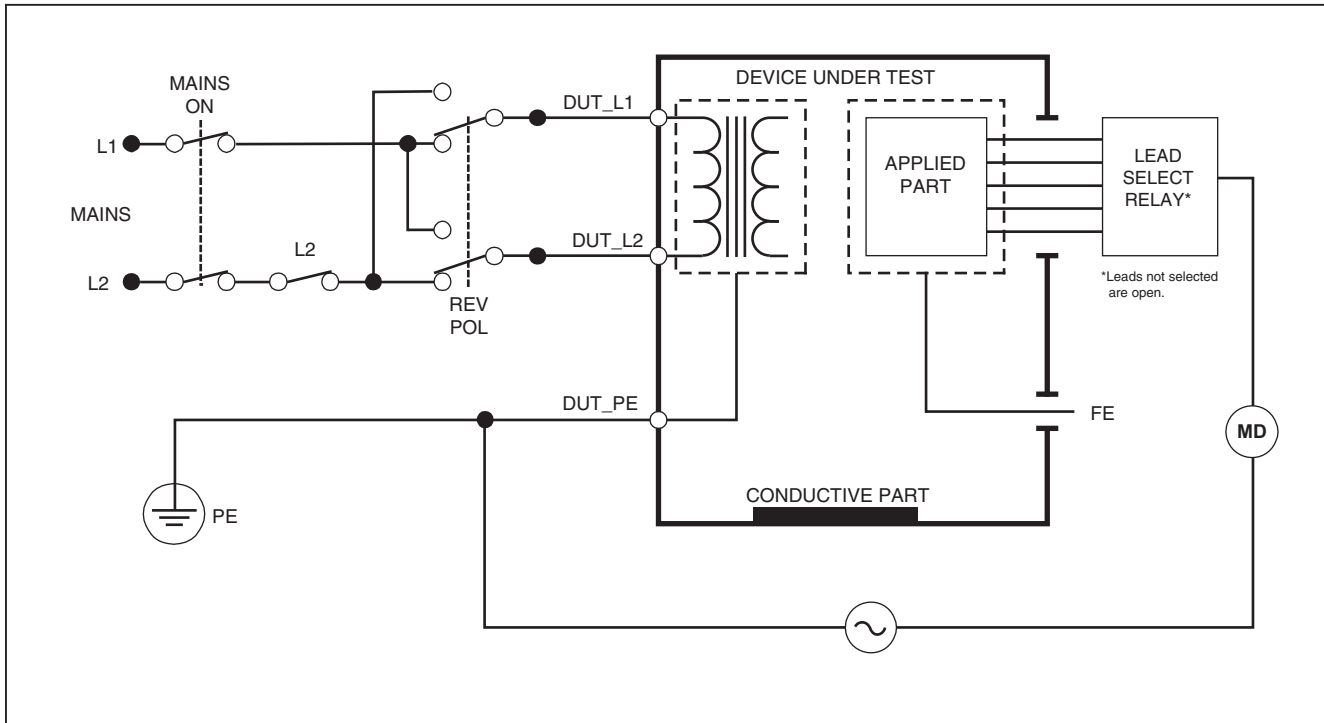 MAINS
ON
L1
MAINS
L2
L2
REV
POL
DUT_L1
DUT_L2
DUT_PE
PE
DEVICE UNDER TEST
APPLIED
PART
LEAD
SELECT
RELAY*
*Leads not selected
are open.
FE
MD
CONDUCTIVE PART